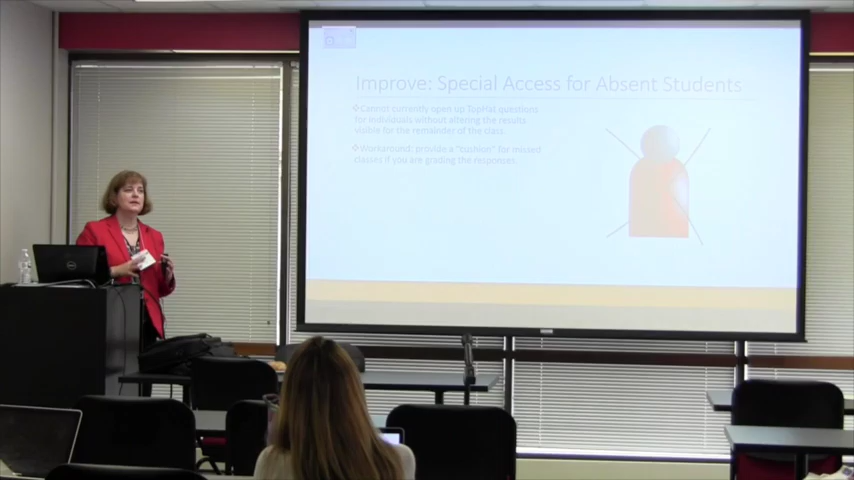 Improve: Special Access for Absent Students
❖Cannot currently open up TopHat questions
for individuals without altering the results
visible for the remainder of the class.
❖Workaround: provide a "cushion" for missed
classes if you are grading the responses.